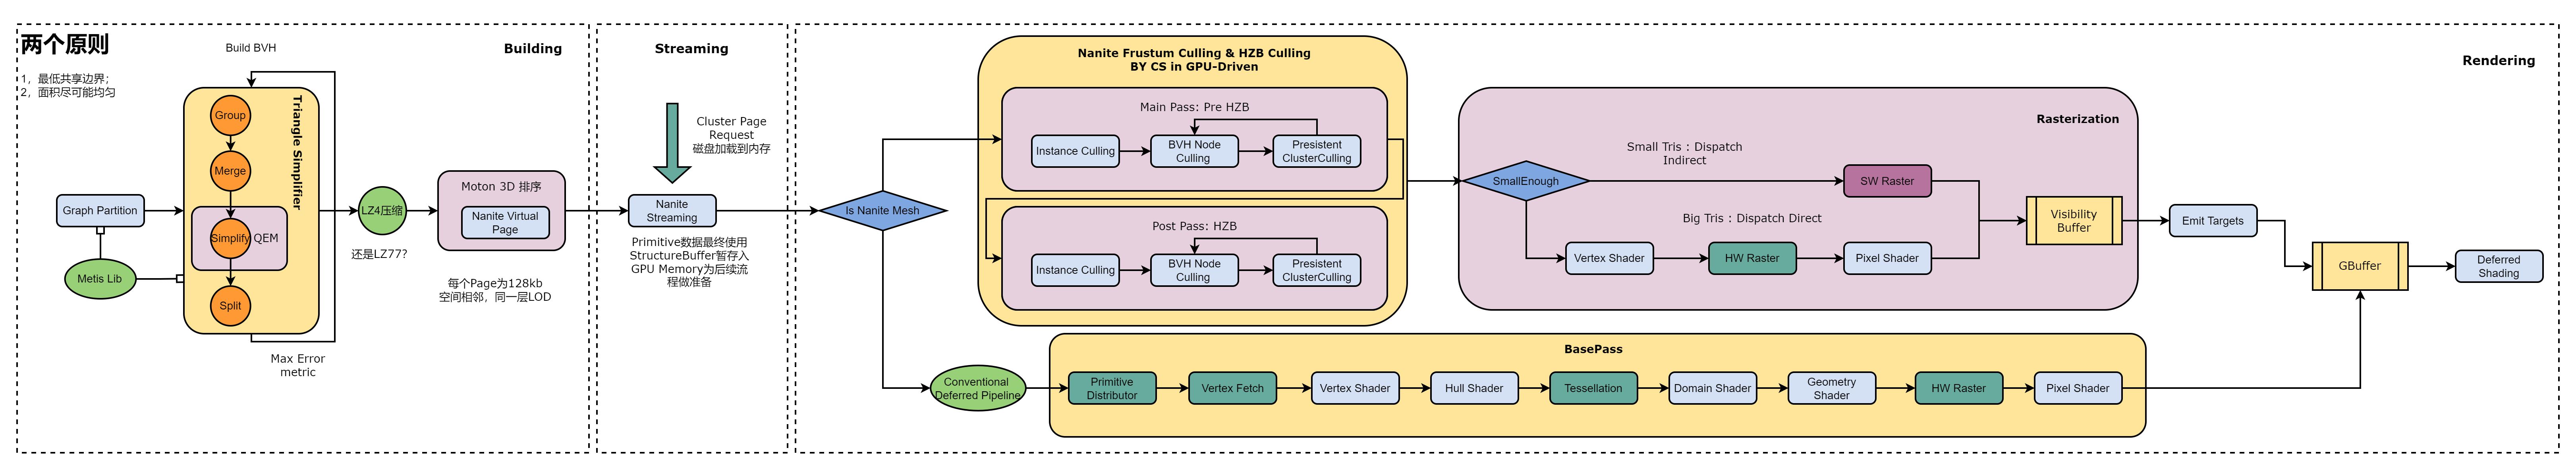 两个原则
1，最低共享边界；
2，面积尽可能均匀
Build BVH
Building
Triangle Simplifier
Group
Merge
Simplify
QEM
Split
Graph Partition
Metis Lib
Max Error
metric
LZ4压缩
还是LZ77？
Moton 3D 排序
Nanite Virtual
Page
每个Page为128kb
空间相邻，同一层LOD
Streaming
Cluster Page
Request
磁盘加载到内存
Nanite
Streaming
Primitive数据最终使用
StructureBuffer暂存入
GPU Memory为后续流
程做准备
Rendering
Is Nanite Mesh
Nanite Frustum Culling & HZB Culling
BY CS in GPU-Driven
Main Pass: Pre HZB
Instance Culling
BVH Node
Culling
Presistent
ClusterCulling
Post Pass: HZB
Instance Culling
BVH Node
Culling
Presistent
ClusterCulling
Rasterization
SmallEnough
Small Tris : Dispatch
Indirect
SW Raster
Big Tris : Dispatch Direct
Vertex Shader
HW Raster
Pixel Shader
Visibility
Buffer
Emit Targets
GBuffer
Deferred
Shading
Conventional
Deferred Pipeline
BasePass
Primitive
Distributor
Vertex Fetch
Vertex Shader
Hull Shader
Tessellation
Domain Shader
Geometry
Shader
HW Raster
Pixel Shader